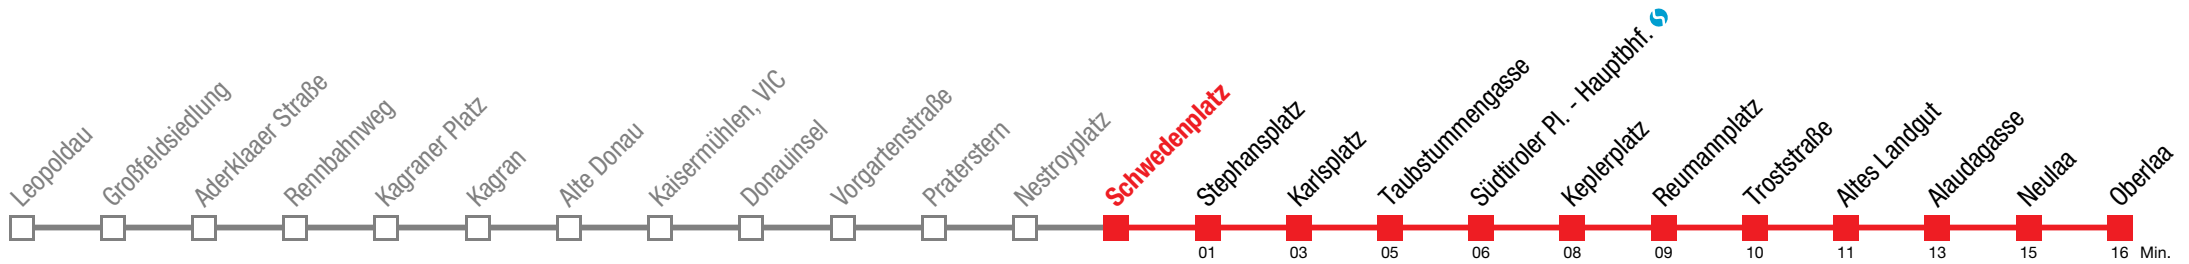 Leopoldau
Großfeldsiedlung
Aderklaaer Straße
Rennbahnweg
Kagraner Platz
Kagran
Alte Donau
Kaisermühlen, VIC
Donauinsel
Vorgartenstraße
Praterstern
Nestroyplatz
Schwedenplatz
Stephansplatz
Karlsplatz
Taubstummengasse
Südtiroler Pl. - Hauptbhf.
Keplerplatz
Reumannplatz
Troststraße
Altes Landgut
Alaudagasse
Neulaa
Oberlaa
01 03 05 06 08 09 10 11 13 15 16 Min.